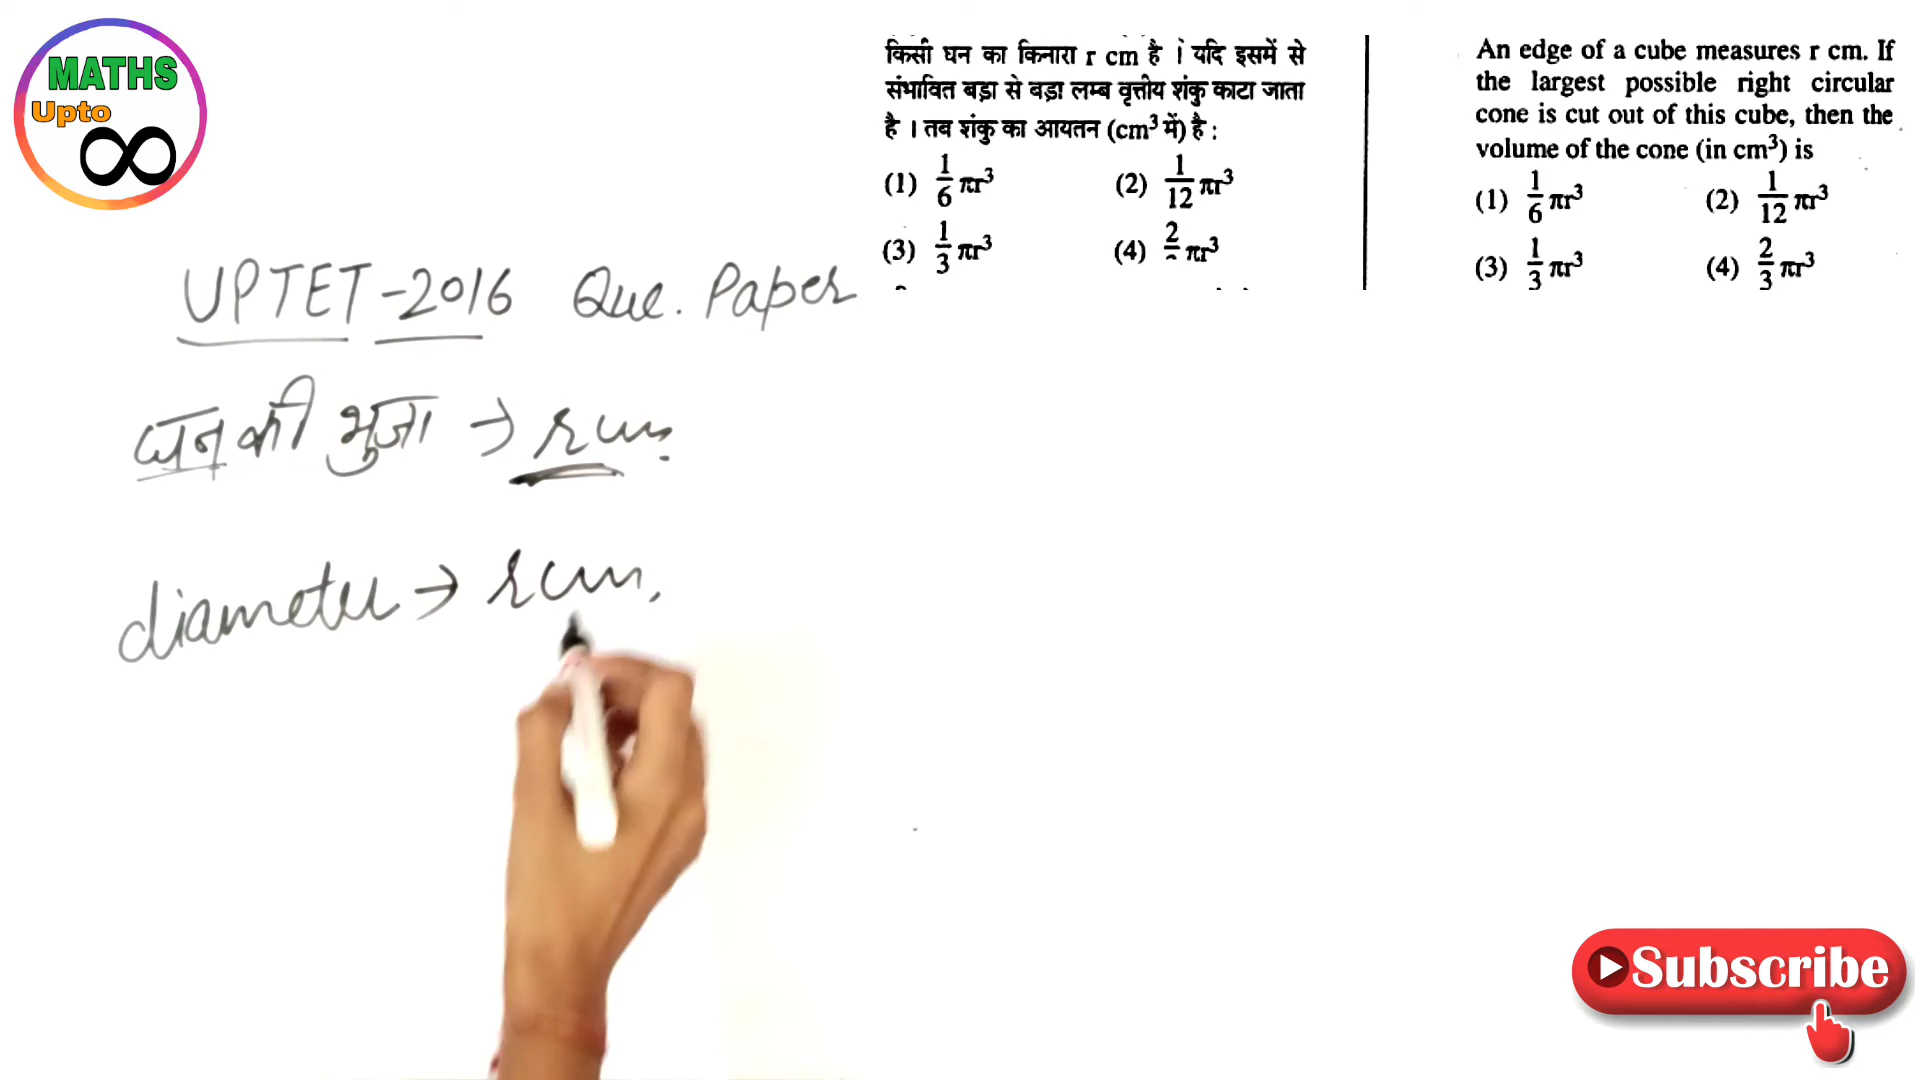 MATHS
Upto
∞
किसी घन का किनारा r cm है । यदि इसमें से
संभावित बड़ा से बड़ा लम्ब वृत्तीय शंकु काटा जाता
है । तब शंकु का आयतन (cm³ में) है :
(1) 1/6 πr³ (2) 1/12 πr³
(3) 1/3 πr³ (4) 2/ πr³
An edge of a cube measures r cm. If
the largest possible right circular
cone is cut out of this cube, then the
volume of the cone (in cm³) is
(1) 1/6 πr³ (2) 1/12 πr³
(3) 1/3 πr³ (4) 2/3 πr³
UPTET-2016 Que. Paper
घन की भुजा → r cm.
diameter → r cm.
Subscribe